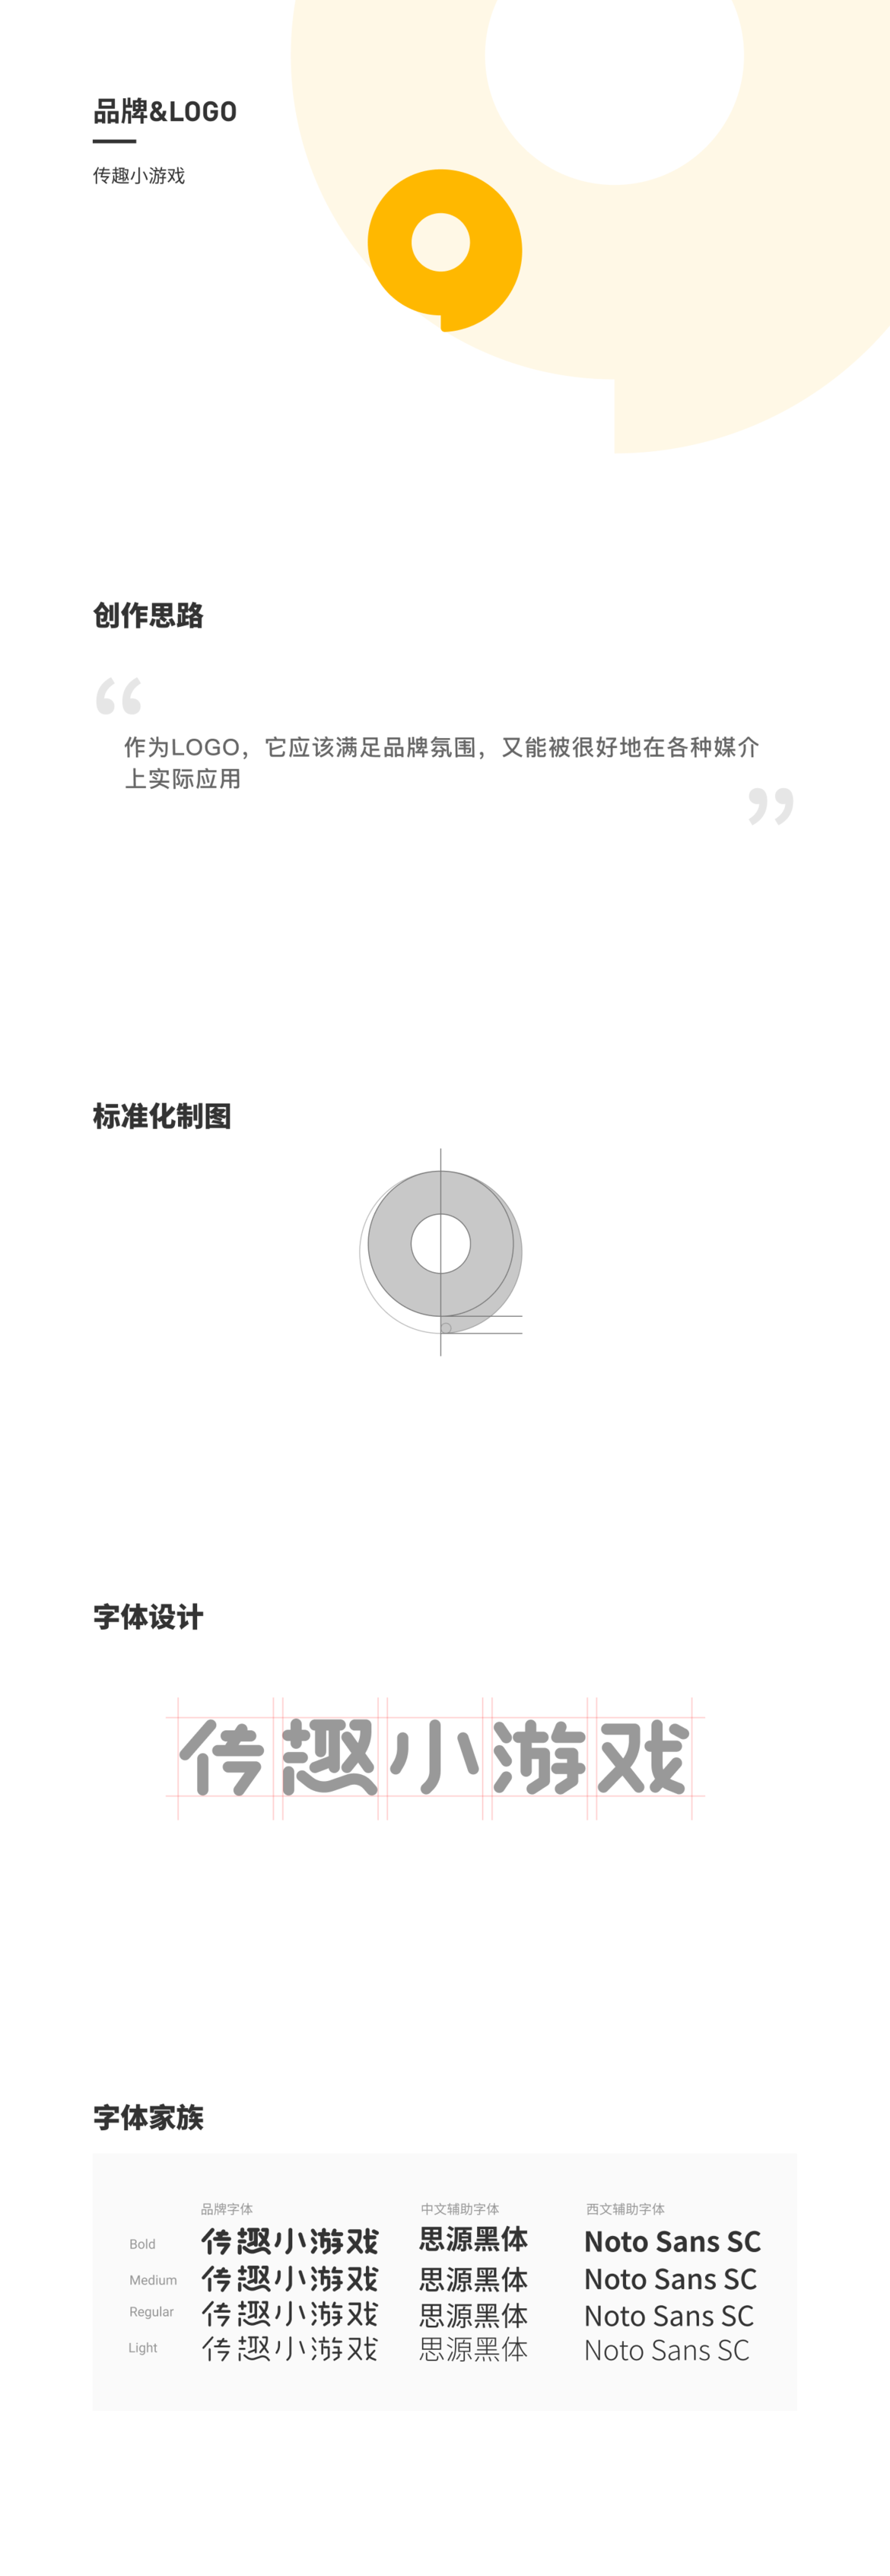 品牌&LOGO
传趣小游戏
创作思路
“
作为LOGO，它应该满足品牌氛围，又能被很好地在各种媒介
上实际应用
”
标准化制图
字体设计
传趣小游戏
字体家族
品牌字体 中文辅助字体 西文辅助字体
Bold 传趣小游戏 思源黑体 Noto Sans SC
Medium 传趣小游戏 思源黑体 Noto Sans SC
Regular 传趣小游戏 思源黑体 Noto Sans SC
Light 传趣小游戏 思源黑体 Noto Sans SC